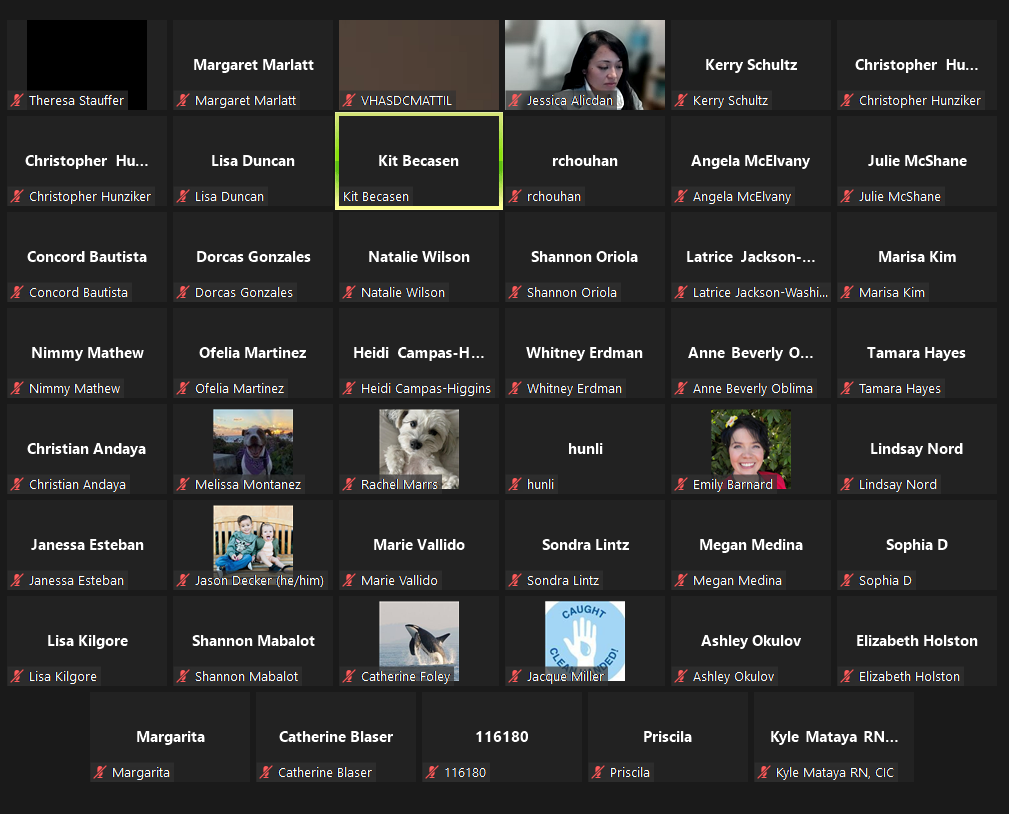 Theresa Stauffer
Margaret Marlatt
Margaret Marlatt
VHASDCMATTIL
Jessica Alicdan
Kerry Schultz
Kerry Schultz
Christopher Hu...
Christopher Hunziker
Christopher Hu...
Christopher Hunziker
Lisa Duncan
Lisa Duncan
Kit Becasen
Kit Becasen
rchouhan
rchouhan
Angela McElvany
Angela McElvany
Julie McShane
Julie McShane
Concord Bautista
Concord Bautista
Dorcas Gonzales
Dorcas Gonzales
Natalie Wilson
Natalie Wilson
Shannon Oriola
Shannon Oriola
Latrice Jackson-...
Latrice Jackson-Washi...
Marisa Kim
Marisa Kim
Nimmy Mathew
Nimmy Mathew
Ofelia Martinez
Ofelia Martinez
Heidi Campas-H...
Heidi Campas-Higgins
Whitney Erdman
Whitney Erdman
Anne Beverly O...
Anne Beverly Oblima
Tamara Hayes
Tamara Hayes
Christian Andaya
Christian Andaya
Melissa Montanez
Rachel Marrs
hunli
hunli
Emily Barnard
Lindsay Nord
Lindsay Nord
Janessa Esteban
Janessa Esteban
Jason Decker (he/him)
Marie Vallido
Marie Vallido
Sondra Lintz
Sondra Lintz
Megan Medina
Megan Medina
Sophia D
Sophia D
Lisa Kilgore
Lisa Kilgore
Shannon Mabalot
Shannon Mabalot
Catherine Foley
CAUGHT
Jacque Miller
Ashley Okulov
Ashley Okulov
Elizabeth Holston
Elizabeth Holston
Margarita
Margarita
Catherine Blaser
Catherine Blaser
116180
116180
Priscila
Priscila
Kyle Mataya RN...
Kyle Mataya RN, CIC